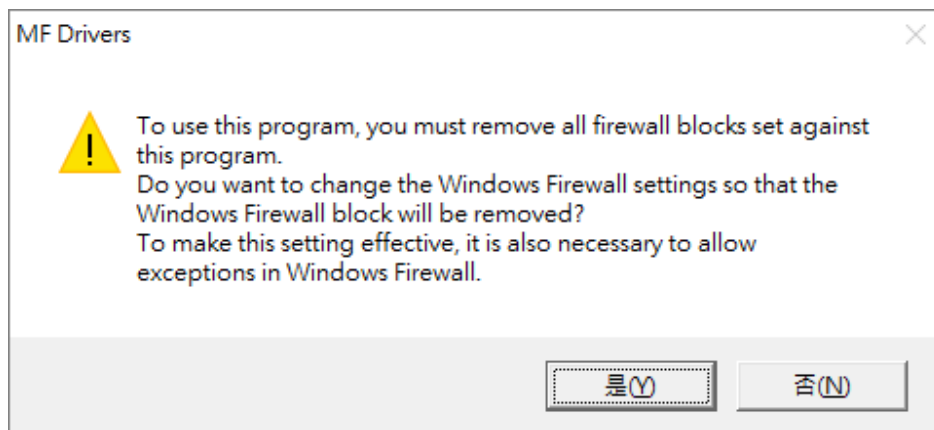 MF Drivers
To use this program, you must remove all firewall blocks set against
this program.
Do you want to change the Windows Firewall settings so that the
Windows Firewall block will be removed?
To make this setting effective, it is also necessary to allow
exceptions in Windows Firewall.
是(Y)
否(N)